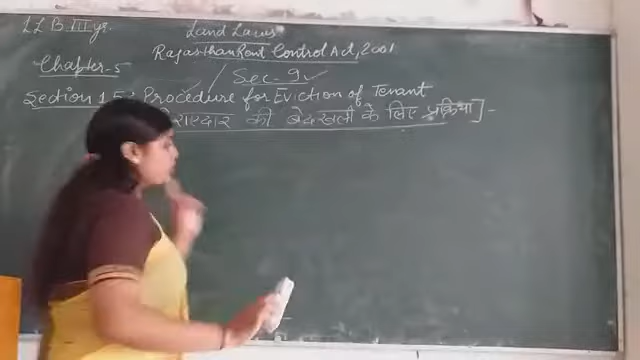 LLB III yr. Land Laws
Rajasthan Rent Control Act, 2001
Chapter-5 Sec-9 ✓
Section 15: Procedure for Eviction of Tenant
की बेदखली के लिए प्रक्रिया] -